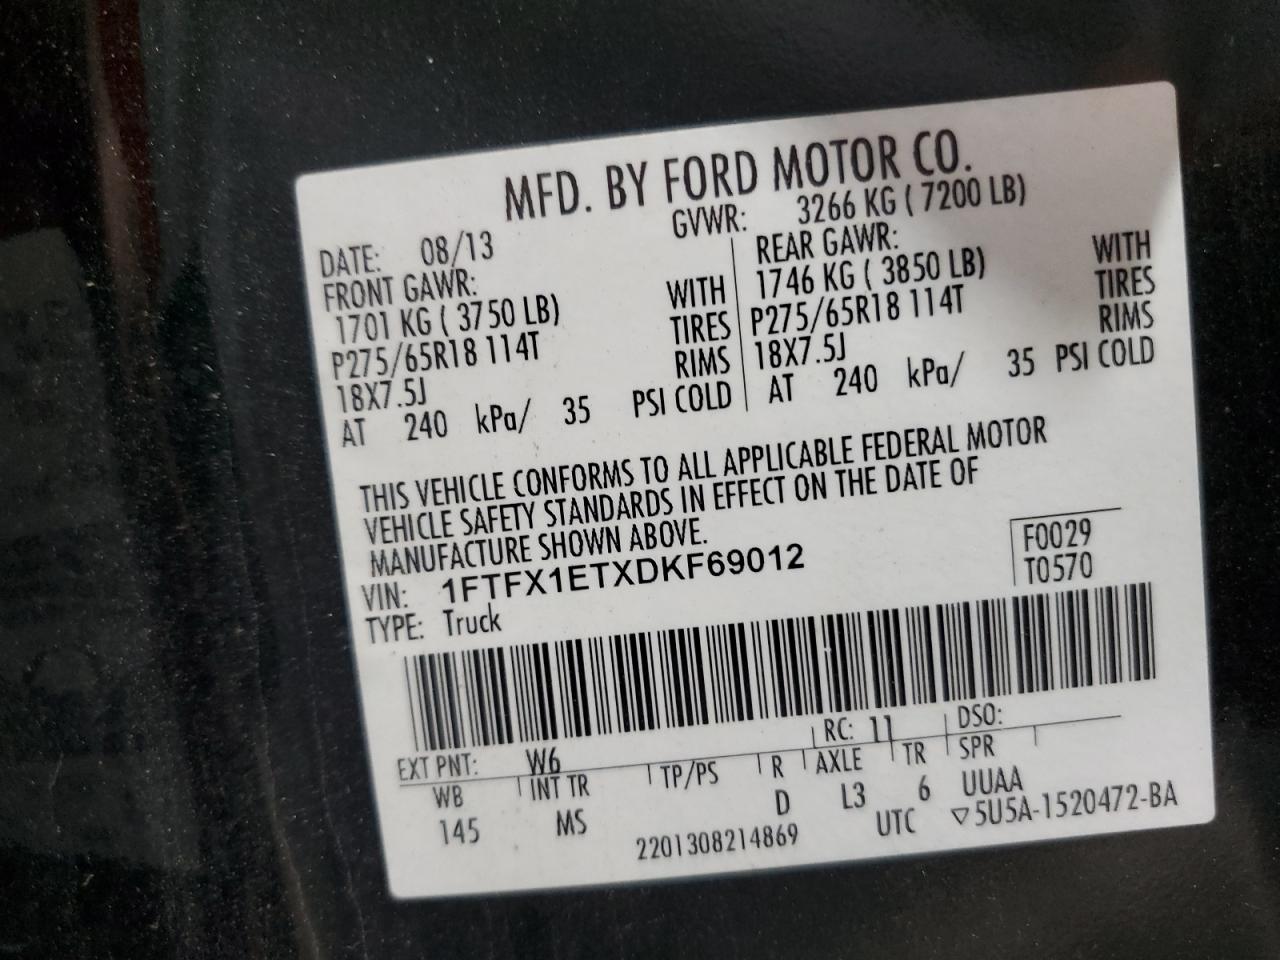 MFD. BY FORD MOTOR CO.
DATE: 08/13 GVWR: 3266 KG ( 7200 LB)
FRONT GAWR: REAR GAWR:
1701 KG ( 3750 LB) WITH 1746 KG ( 3850 LB) WITH
P275/65R18 114T TIRES P275/65R18 114T TIRES
18X7.5J RIMS 18X7.5J RIMS
AT 240 kPa/ 35 PSI COLD AT 240 kPa/ 35 PSI COLD
THIS VEHICLE CONFORMS TO ALL APPLICABLE FEDERAL MOTOR
VEHICLE SAFETY STANDARDS IN EFFECT ON THE DATE OF
MANUFACTURE SHOWN ABOVE.
VIN: 1FTFX1ETXDKF69012 F0029
TYPE: Truck T0570
EXT PNT: W6 RC: 11 DSO:
WB INT TR TP/PS R AXLE TR SPR
145 MS D L3 6 UUAA
2201308214869 UTC ▽5U5A-1520472-BA